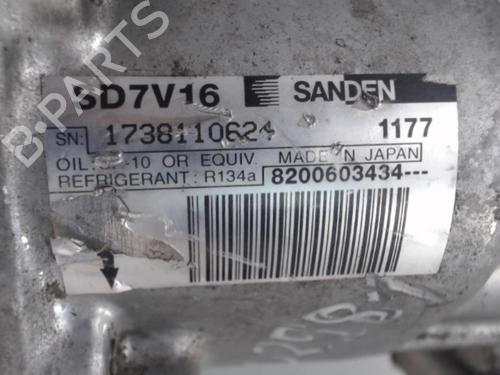 B-PARTS
SD7V16 SANDEN
SN: 1738110624 1177
OIL: -10 OR EQUIV. MADE IN JAPAN
REFRIGERANT: R134a 8200603434---